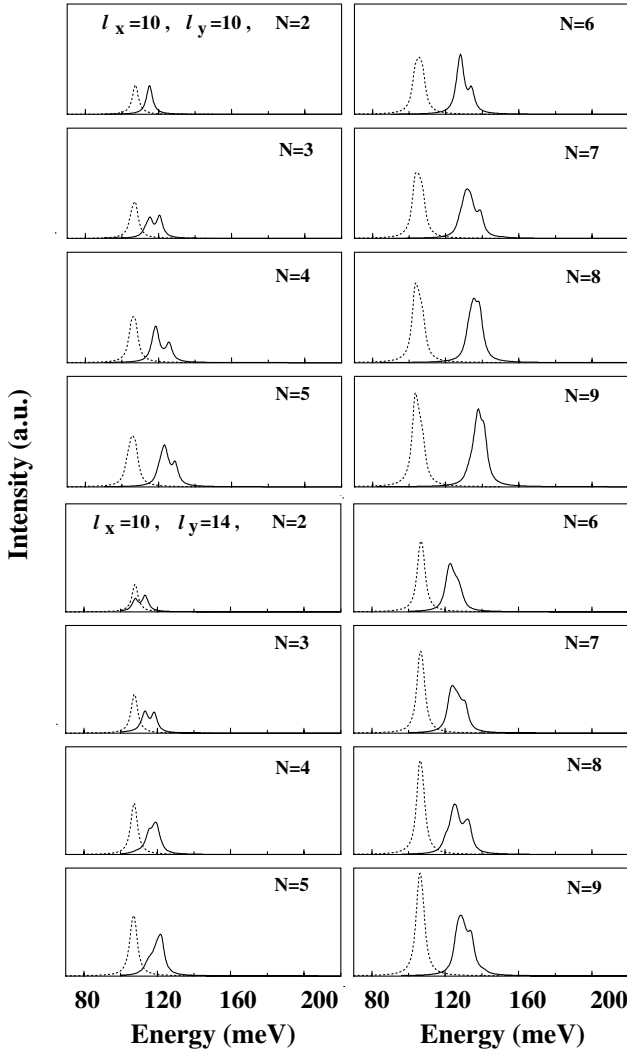 l x =10 , l y =10 , N=2
N=3
N=4
N=5
N=6
N=7
N=8
N=9
l x =10 , l y =14 , N=2
N=3
N=4
N=5
N=6
N=7
N=8
N=9
Intensity (a.u.)
80 120 160 200
80 120 160 200
Energy (meV)
Energy (meV)